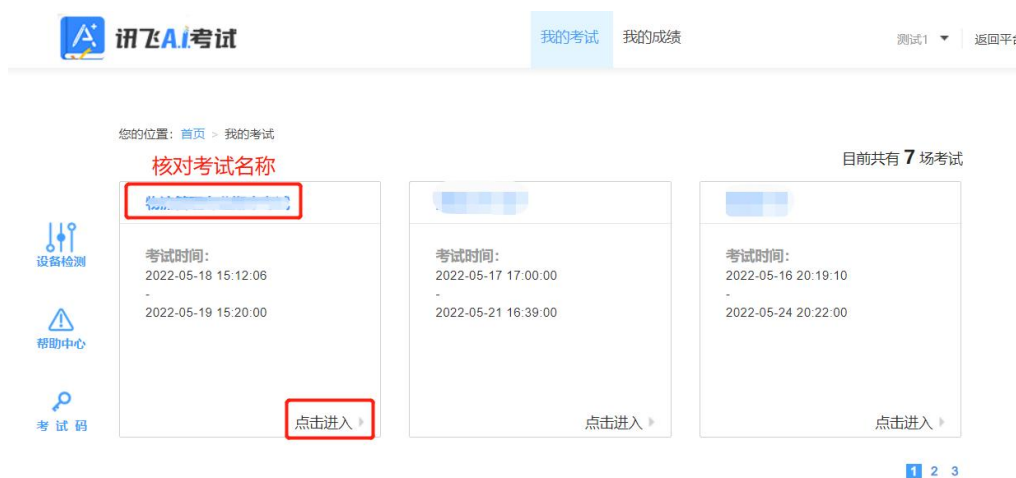 讯飞A.I.考试
我的考试 我的成绩
测试1 返回平台
您的位置：首页 > 我的考试
核对考试名称
目前共有 7 场考试
考试时间：
2022-05-18 15:12:06
-
2022-05-19 15:20:00
点击进入
考试时间：
2022-05-17 17:00:00
-
2022-05-21 16:39:00
点击进入
考试时间：
2022-05-16 20:19:10
-
2022-05-24 20:22:00
点击进入
设备检测
帮助中心
考 试 码
1 2 3